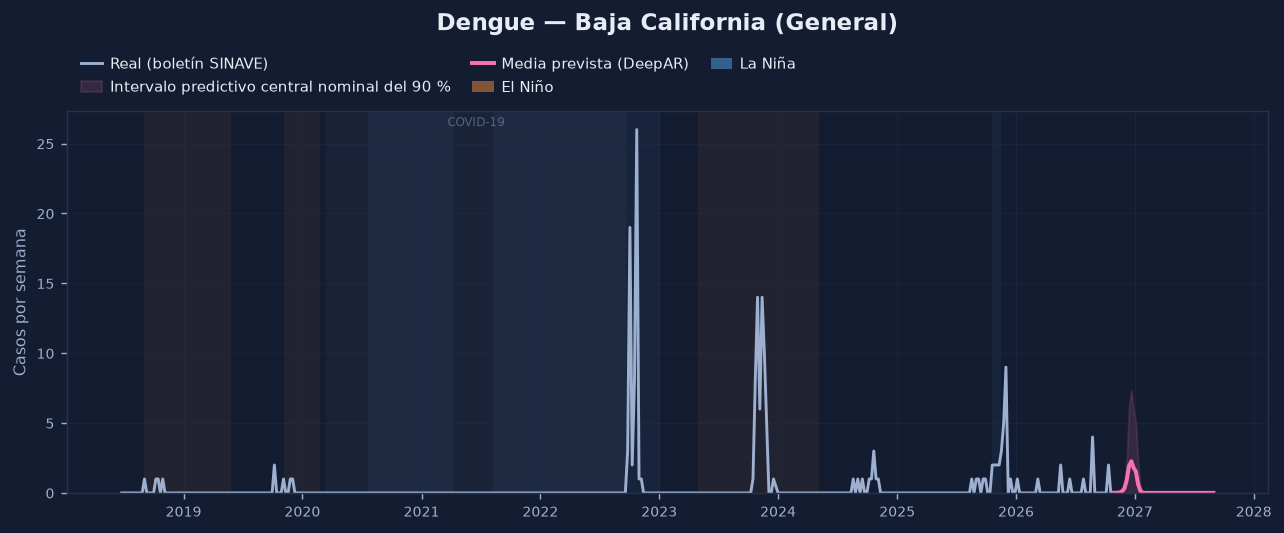 Dengue — Baja California (General)
Real (boletín SINAVE)
Media prevista (DeepAR)
La Niña
Intervalo predictivo central nominal del 90 %
El Niño
COVID-19
Casos por semana
25
20
15
10
5
0
2019
2020
2021
2022
2023
2024
2025
2026
2027
2028